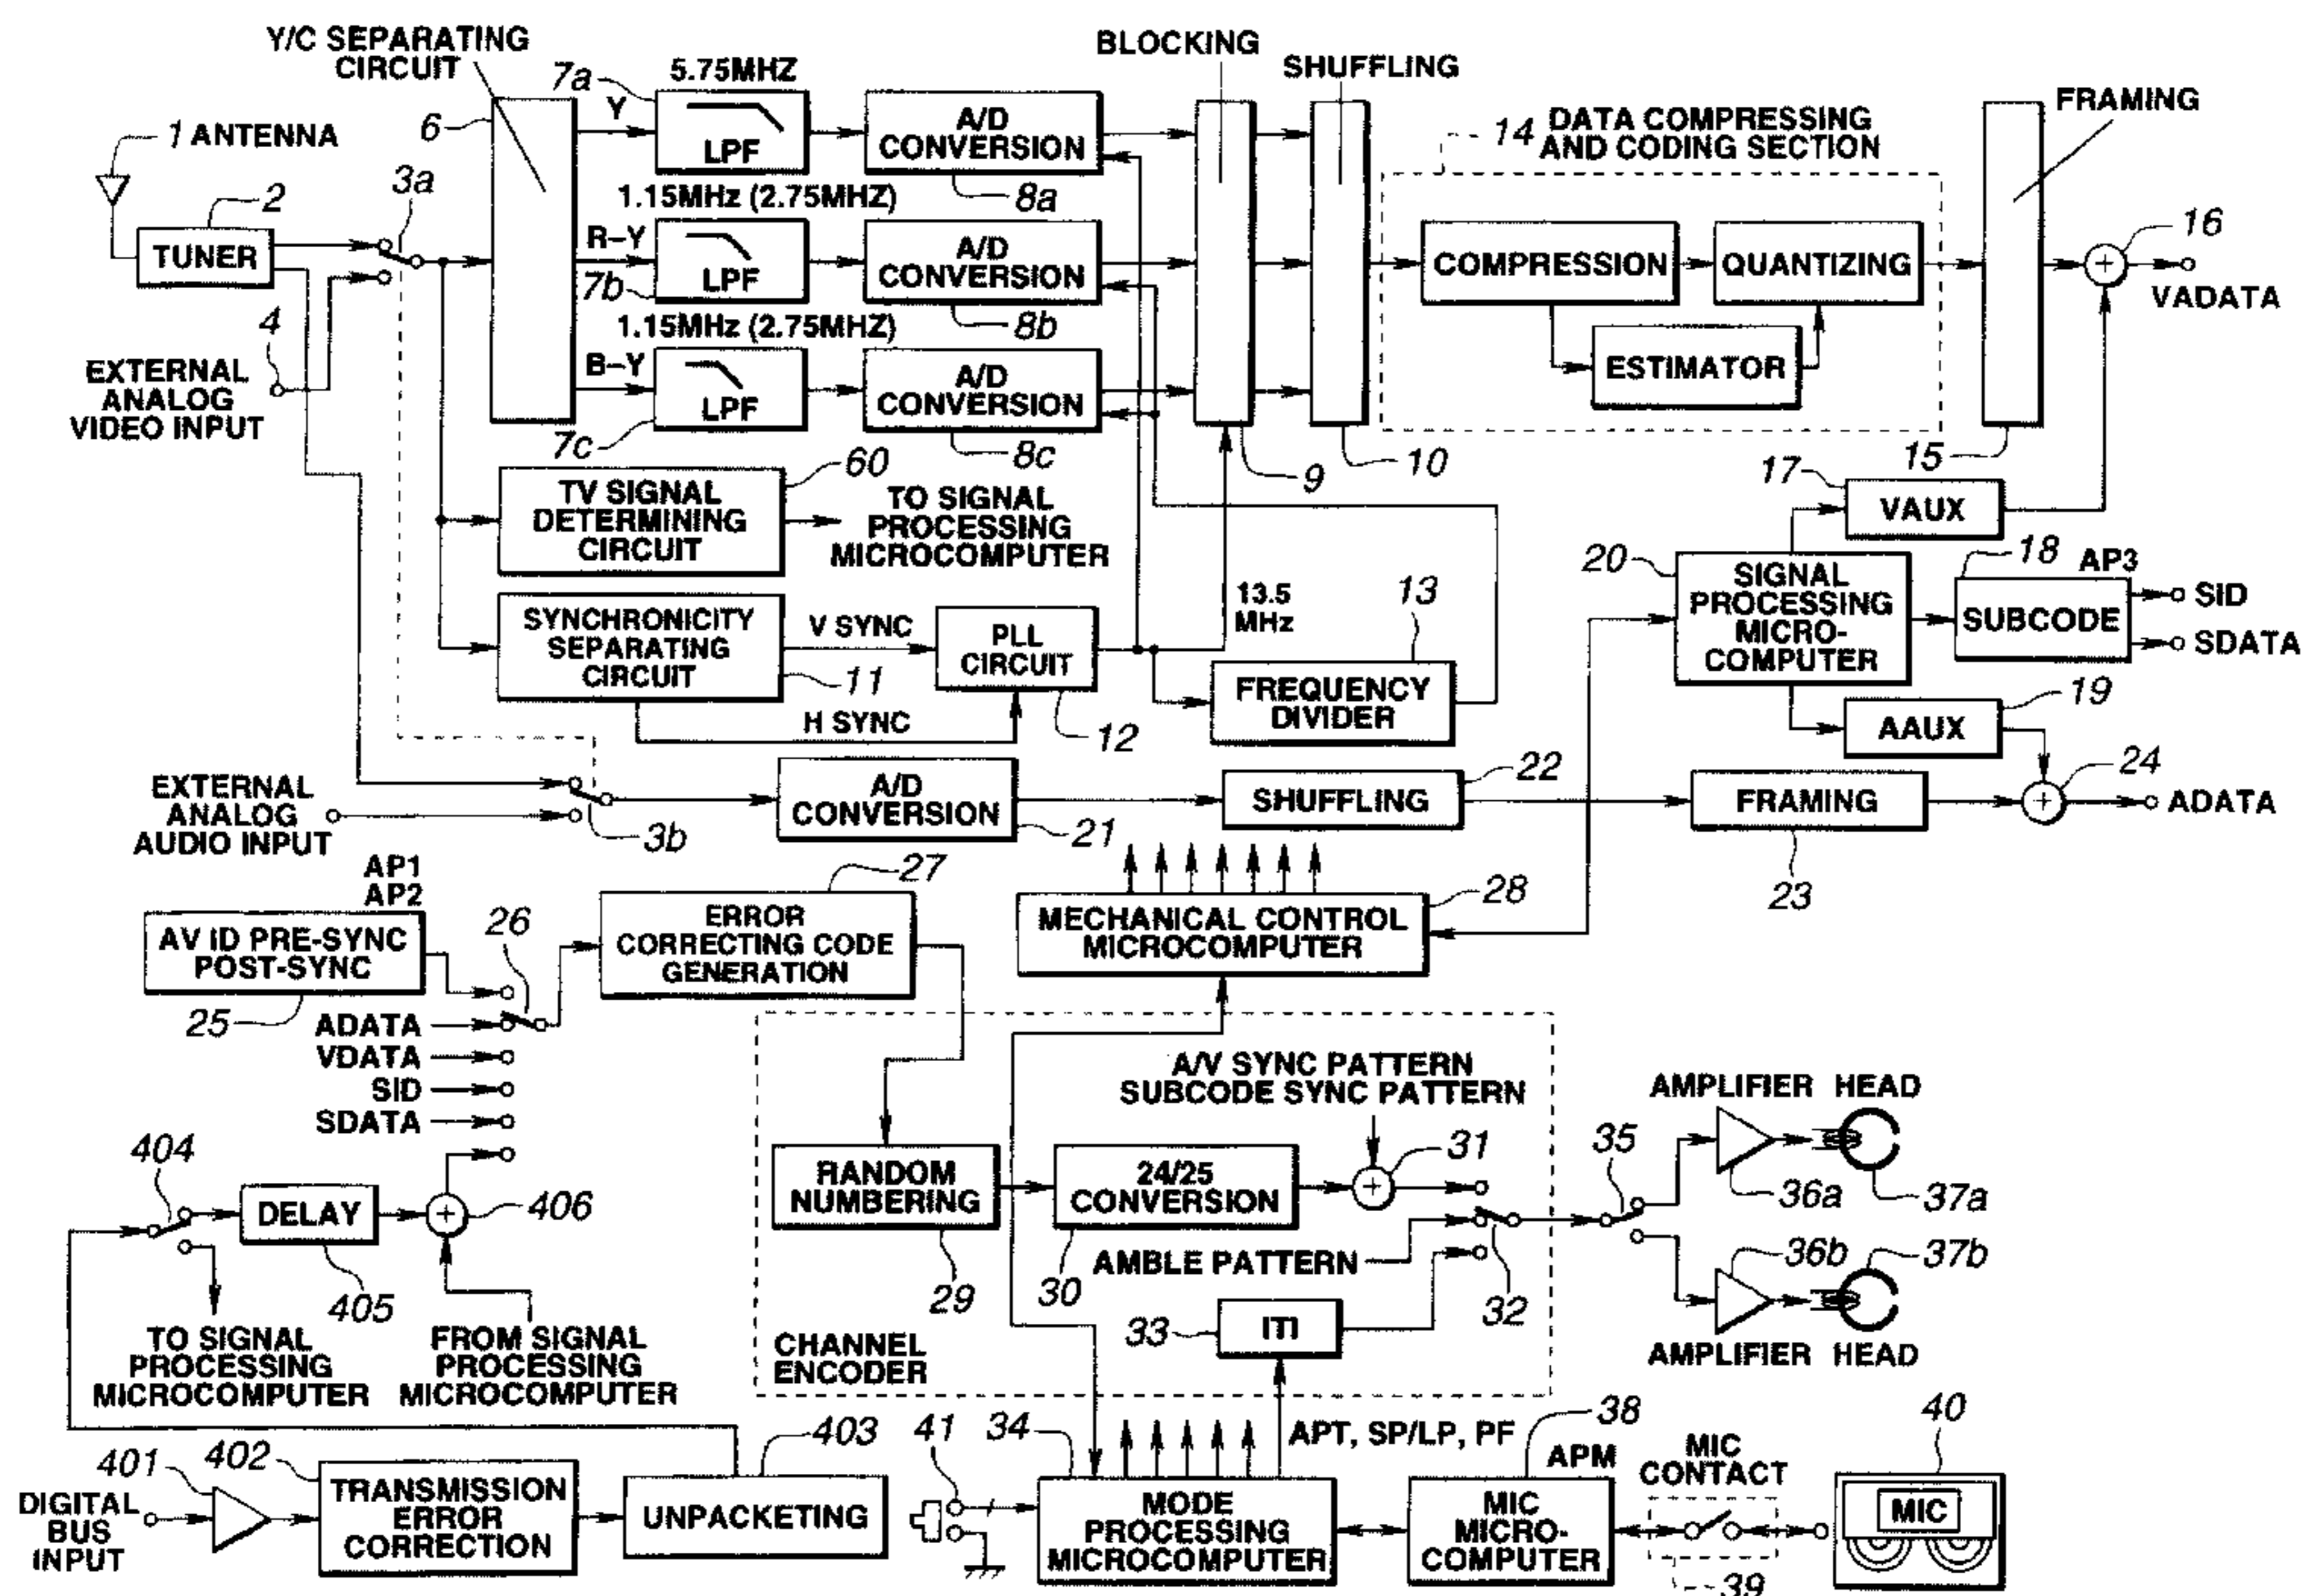 Y/C SEPARATING
CIRCUIT
7a
5.75MHZ
BLOCKING
SHUFFLING
6
Y
LPF
A/D
CONVERSION
8a
14
DATA COMPRESSING
AND CODING SECTION
FRAMING
1 ANTENNA
3a
2
TUNER
1.15MHz (2.75MHZ)
R-Y
7b
LPF
A/D
CONVERSION
8b
COMPRESSION
QUANTIZING
ESTIMATOR
16
VADATA
4
EXTERNAL
ANALOG
VIDEO INPUT
1.15MHz (2.75MHZ)
B-Y
7c
LPF
A/D
CONVERSION
8c
9
10
15
60
TV SIGNAL
DETERMINING
CIRCUIT
TO SIGNAL
PROCESSING
MICROCOMPUTER
17
VAUX
20
SIGNAL
PROCESSING
MICRO-
COMPUTER
18
AP3
SUBCODE
SID
SDATA
SYNCHRONICITY
SEPARATING
CIRCUIT
11
V SYNC
H SYNC
PLL
CIRCUIT
12
13.5
MHz
13
FREQUENCY
DIVIDER
19
AAUX
EXTERNAL
ANALOG
AUDIO INPUT
3b
A/D
CONVERSION
21
SHUFFLING
22
FRAMING
23
24
ADATA
AP1
AP2
AV ID PRE-SYNC
POST-SYNC
25
26
27
ERROR
CORRECTING CODE
GENERATION
MECHANICAL CONTROL
MICROCOMPUTER
28
ADATA
VDATA
SID
SDATA
A/V SYNC PATTERN
SUBCODE SYNC PATTERN
AMPLIFIER HEAD
404
DELAY
405
406
RANDOM
NUMBERING
29
24/25
CONVERSION
30
31
AMBLE PATTERN
32
35
36a
37a
36b
37b
AMPLIFIER HEAD
TO SIGNAL
PROCESSING
MICROCOMPUTER
FROM SIGNAL
PROCESSING
MICROCOMPUTER
CHANNEL
ENCODER
33
ITI
401
DIGITAL
BUS
INPUT
402
TRANSMISSION
ERROR
CORRECTION
403
UNPACKETING
41
34
MODE
PROCESSING
MICROCOMPUTER
APT, SP/LP, PF
38
APM
MIC
MICRO-
COMPUTER
MIC
CONTACT
39
40
MIC